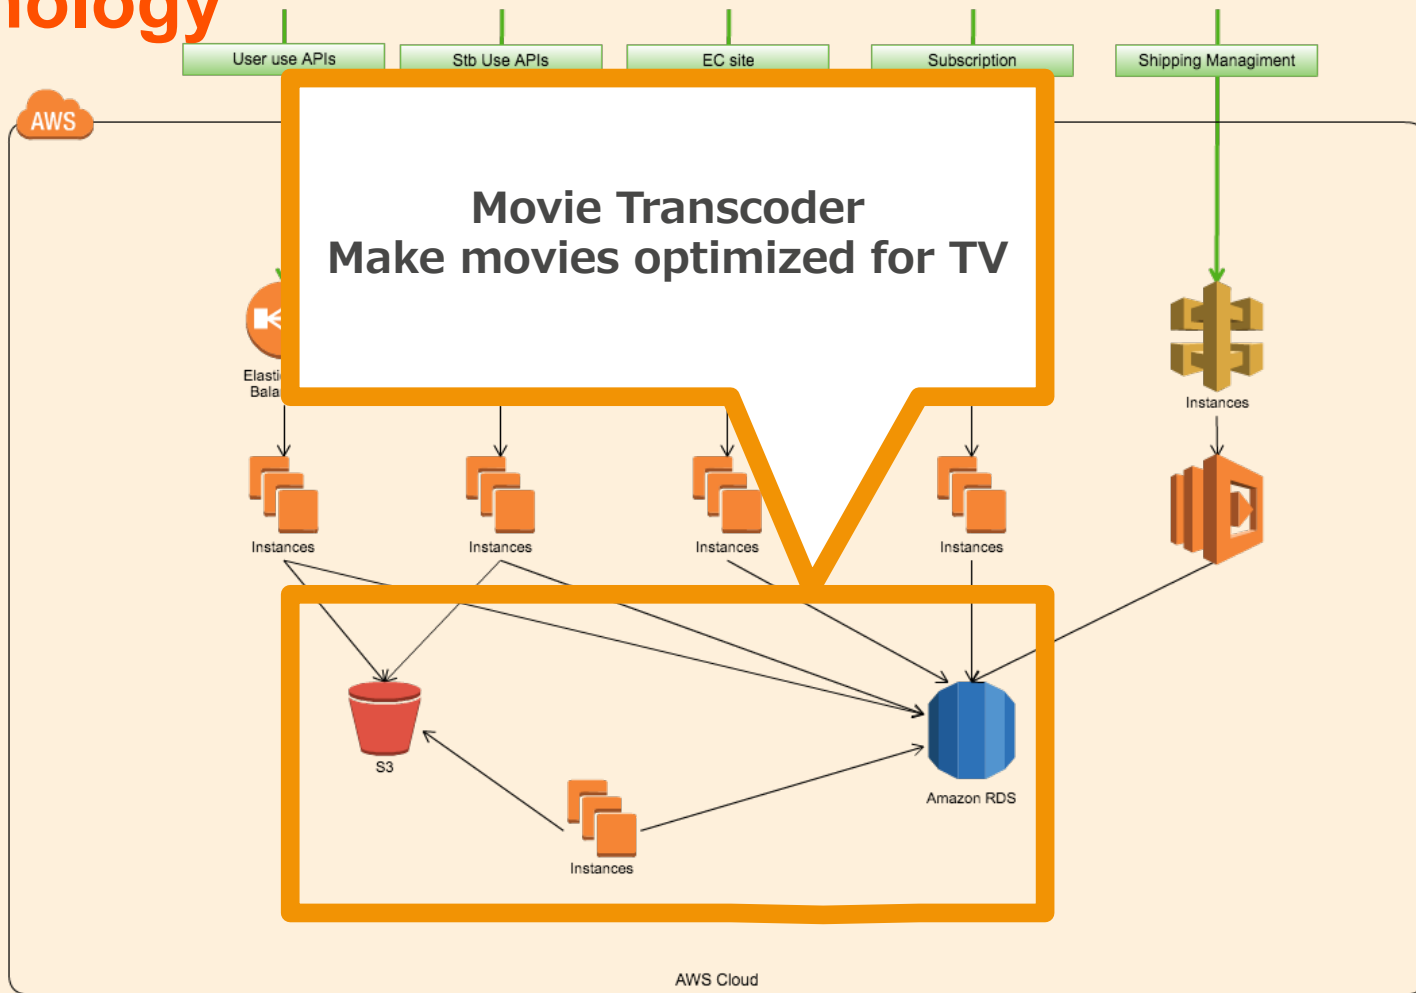 User use APIs
Stb Use APIs
EC site
Subscription
Shipping Managiment
AWS
Movie Transcoder
Make movies optimized for TV
Instances
Instances
Instances
Instances
Instances
S3
Amazon RDS
Instances
AWS Cloud